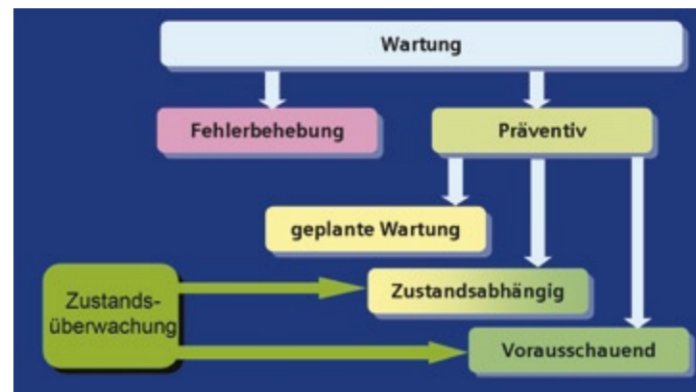 Wartung
Fehlerbehebung
Präventiv
geplante Wartung
Zustands-
überwachung
Zustandsabhängig
Vorausschauend